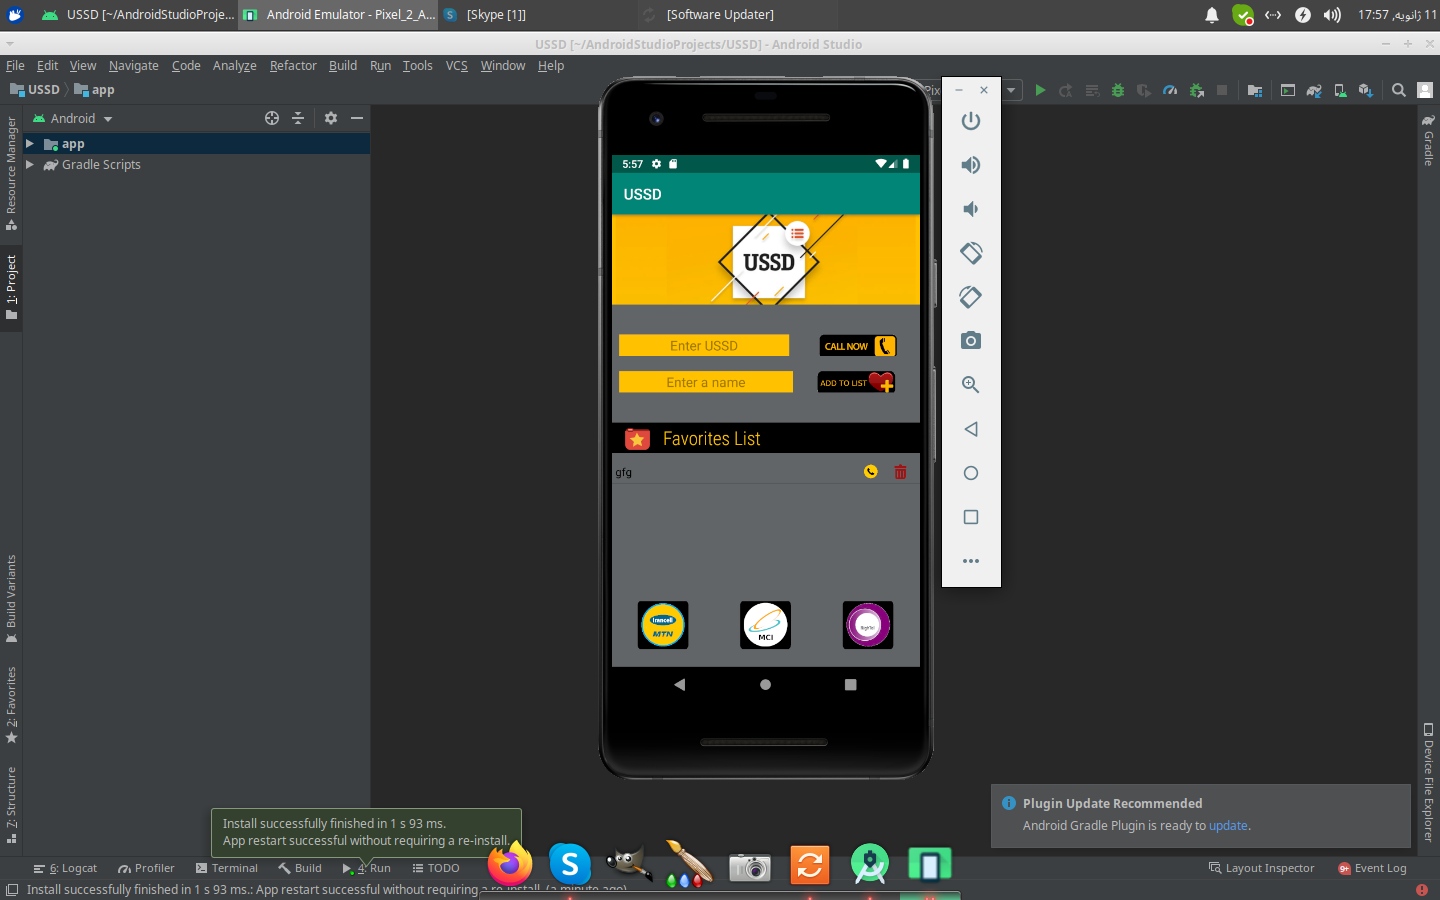 USSD [~/AndroidStudioProje...
Android Emulator - Pixel_2_A...
[Skype [1]]
[Software Updater]
11 ژانویه, 17:57
USSD [~/AndroidStudioProjects/USSD] - Android Studio
File Edit View Navigate Code Analyze Refactor Build Run Tools VCS Window Help
USSD app
Android
app
Gradle Scripts
Resource Manager
1: Project
Build Variants
2: Favorites
7: Structure
5:57
USSD
USSD
Enter USSD
CALL NOW
Enter a name
ADD TO LIST
Favorites List
gfg
Irancell
MTN
MCI
RighTel
Gradle
Device File Explorer
Plugin Update Recommended
Android Gradle Plugin is ready to update.
Install successfully finished in 1 s 93 ms.
App restart successful without requiring a re-install.
6: Logcat Profiler Terminal Build 4: Run TODO
Layout Inspector 9+ Event Log
Install successfully finished in 1 s 93 ms.: App restart successful without requiring a re-install. (a minute ago)